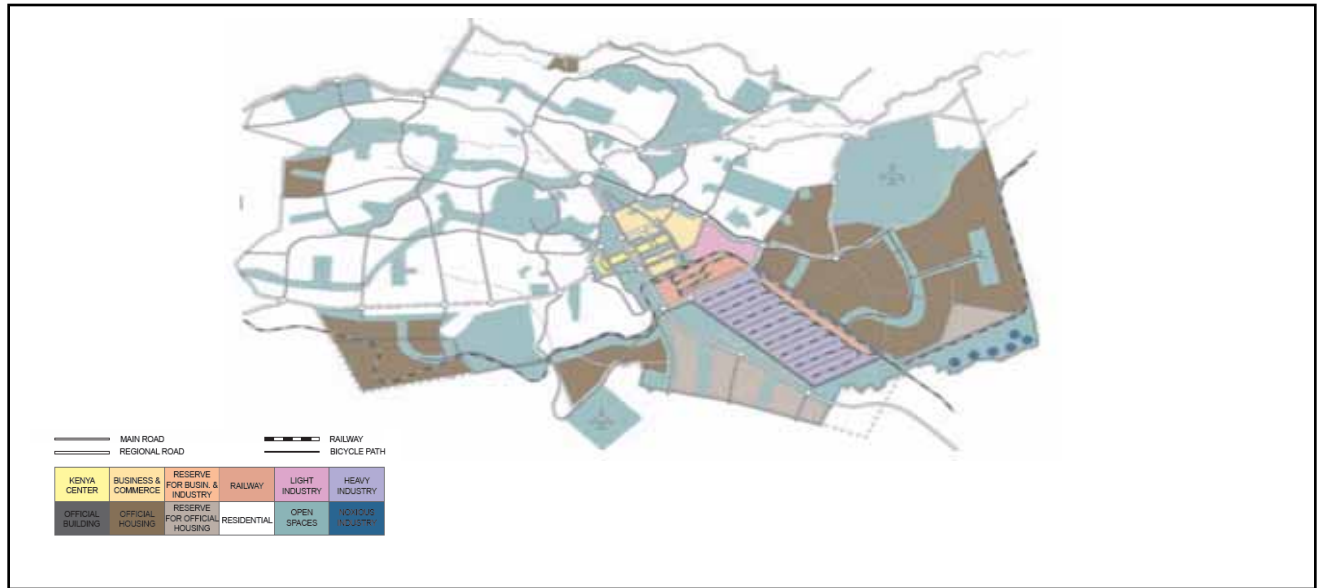 MAIN ROAD
RAILWAY
REGIONAL ROAD
BICYCLE PATH
KENYA
CENTER
BUSINESS &
COMMERCE
RESERVE
FOR BUSIN. &
INDUSTRY
RAILWAY
LIGHT
INDUSTRY
HEAVY
INDUSTRY
OFFICIAL
BUILDING
OFFICIAL
HOUSING
RESERVE
FOR OFFICIAL
HOUSING
RESIDENTIAL
OPEN
SPACES
NOXIOUS
INDUSTRY